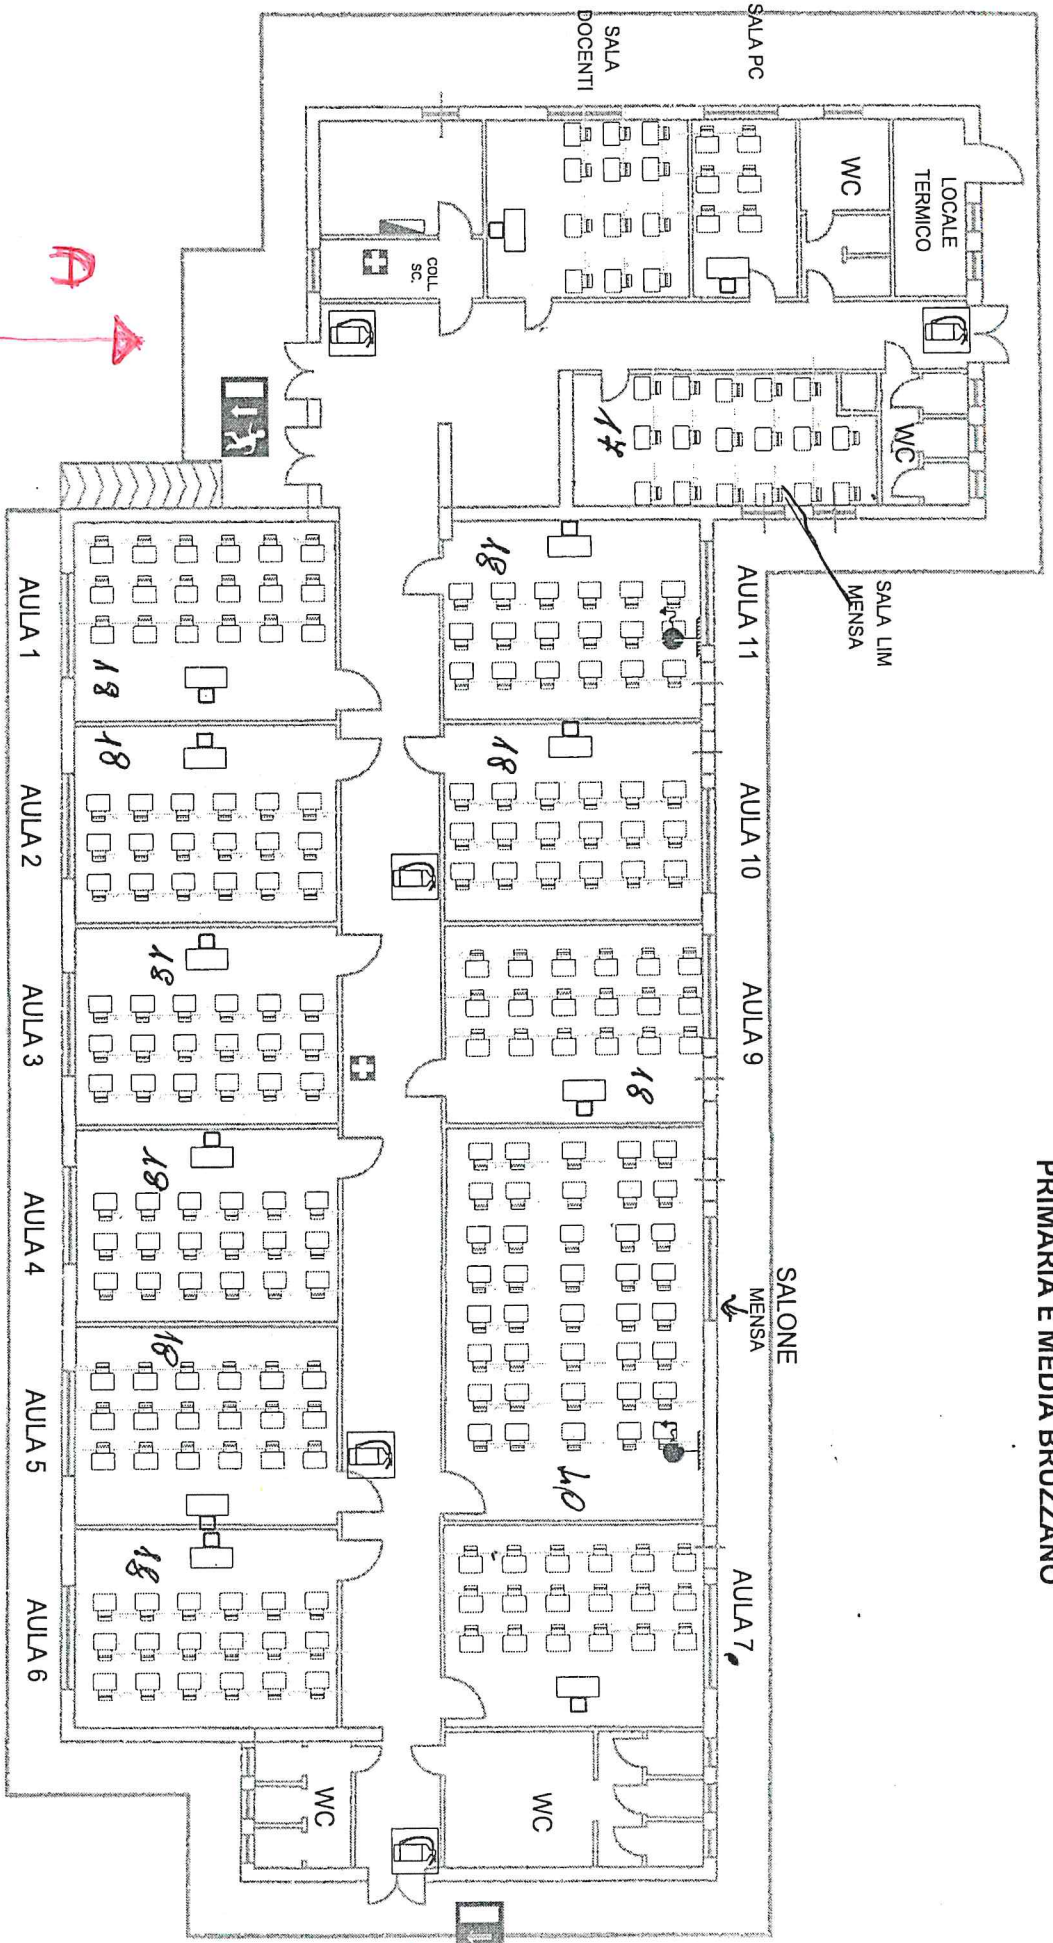 PRIMARIA E MEDIA BRUZZANO
SALA PC
SALA
DOCENTI
LOCALE
TERMICO
WC
COLL
SC.
A
WC
17
SALA LIM
MENSA
AULA 11
18
AULA 10
18
AULA 9
18
SALONE
MENSA
40
AULA 7
AULA 1
18
AULA 2
18
AULA 3
18
AULA 4
18
AULA 5
18
AULA 6
18
WC
WC